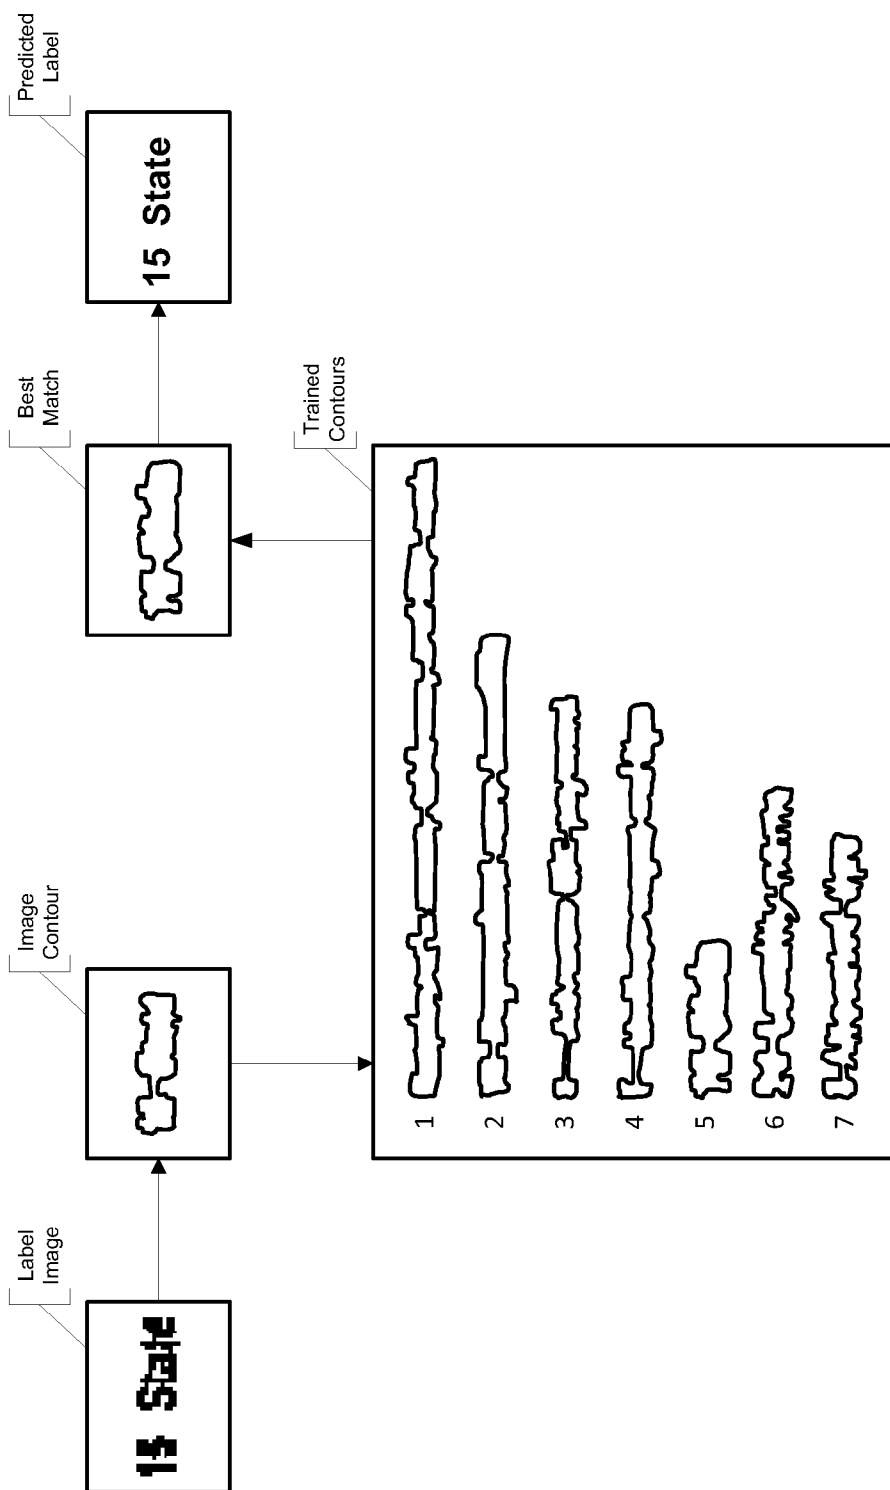 Label
Image
Image
Contour
Best
Match
Predicted
Label
15 State
15 State
Trained
Contours
1
2
3
4
5
6
7